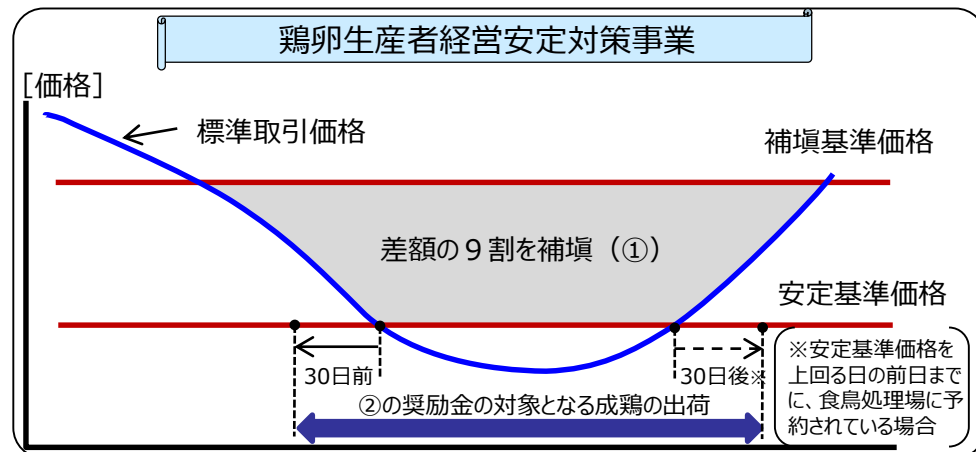 鶏卵生産者経営安定対策事業
[価格]
標準取引価格
補塡基準価格
差額の９割を補塡（①）
安定基準価格
30日前
30日後※
※安定基準価格を
上回る日の前日まで
に、食鳥処理場に予
約されている場合
②の奨励金の対象となる成鶏の出荷